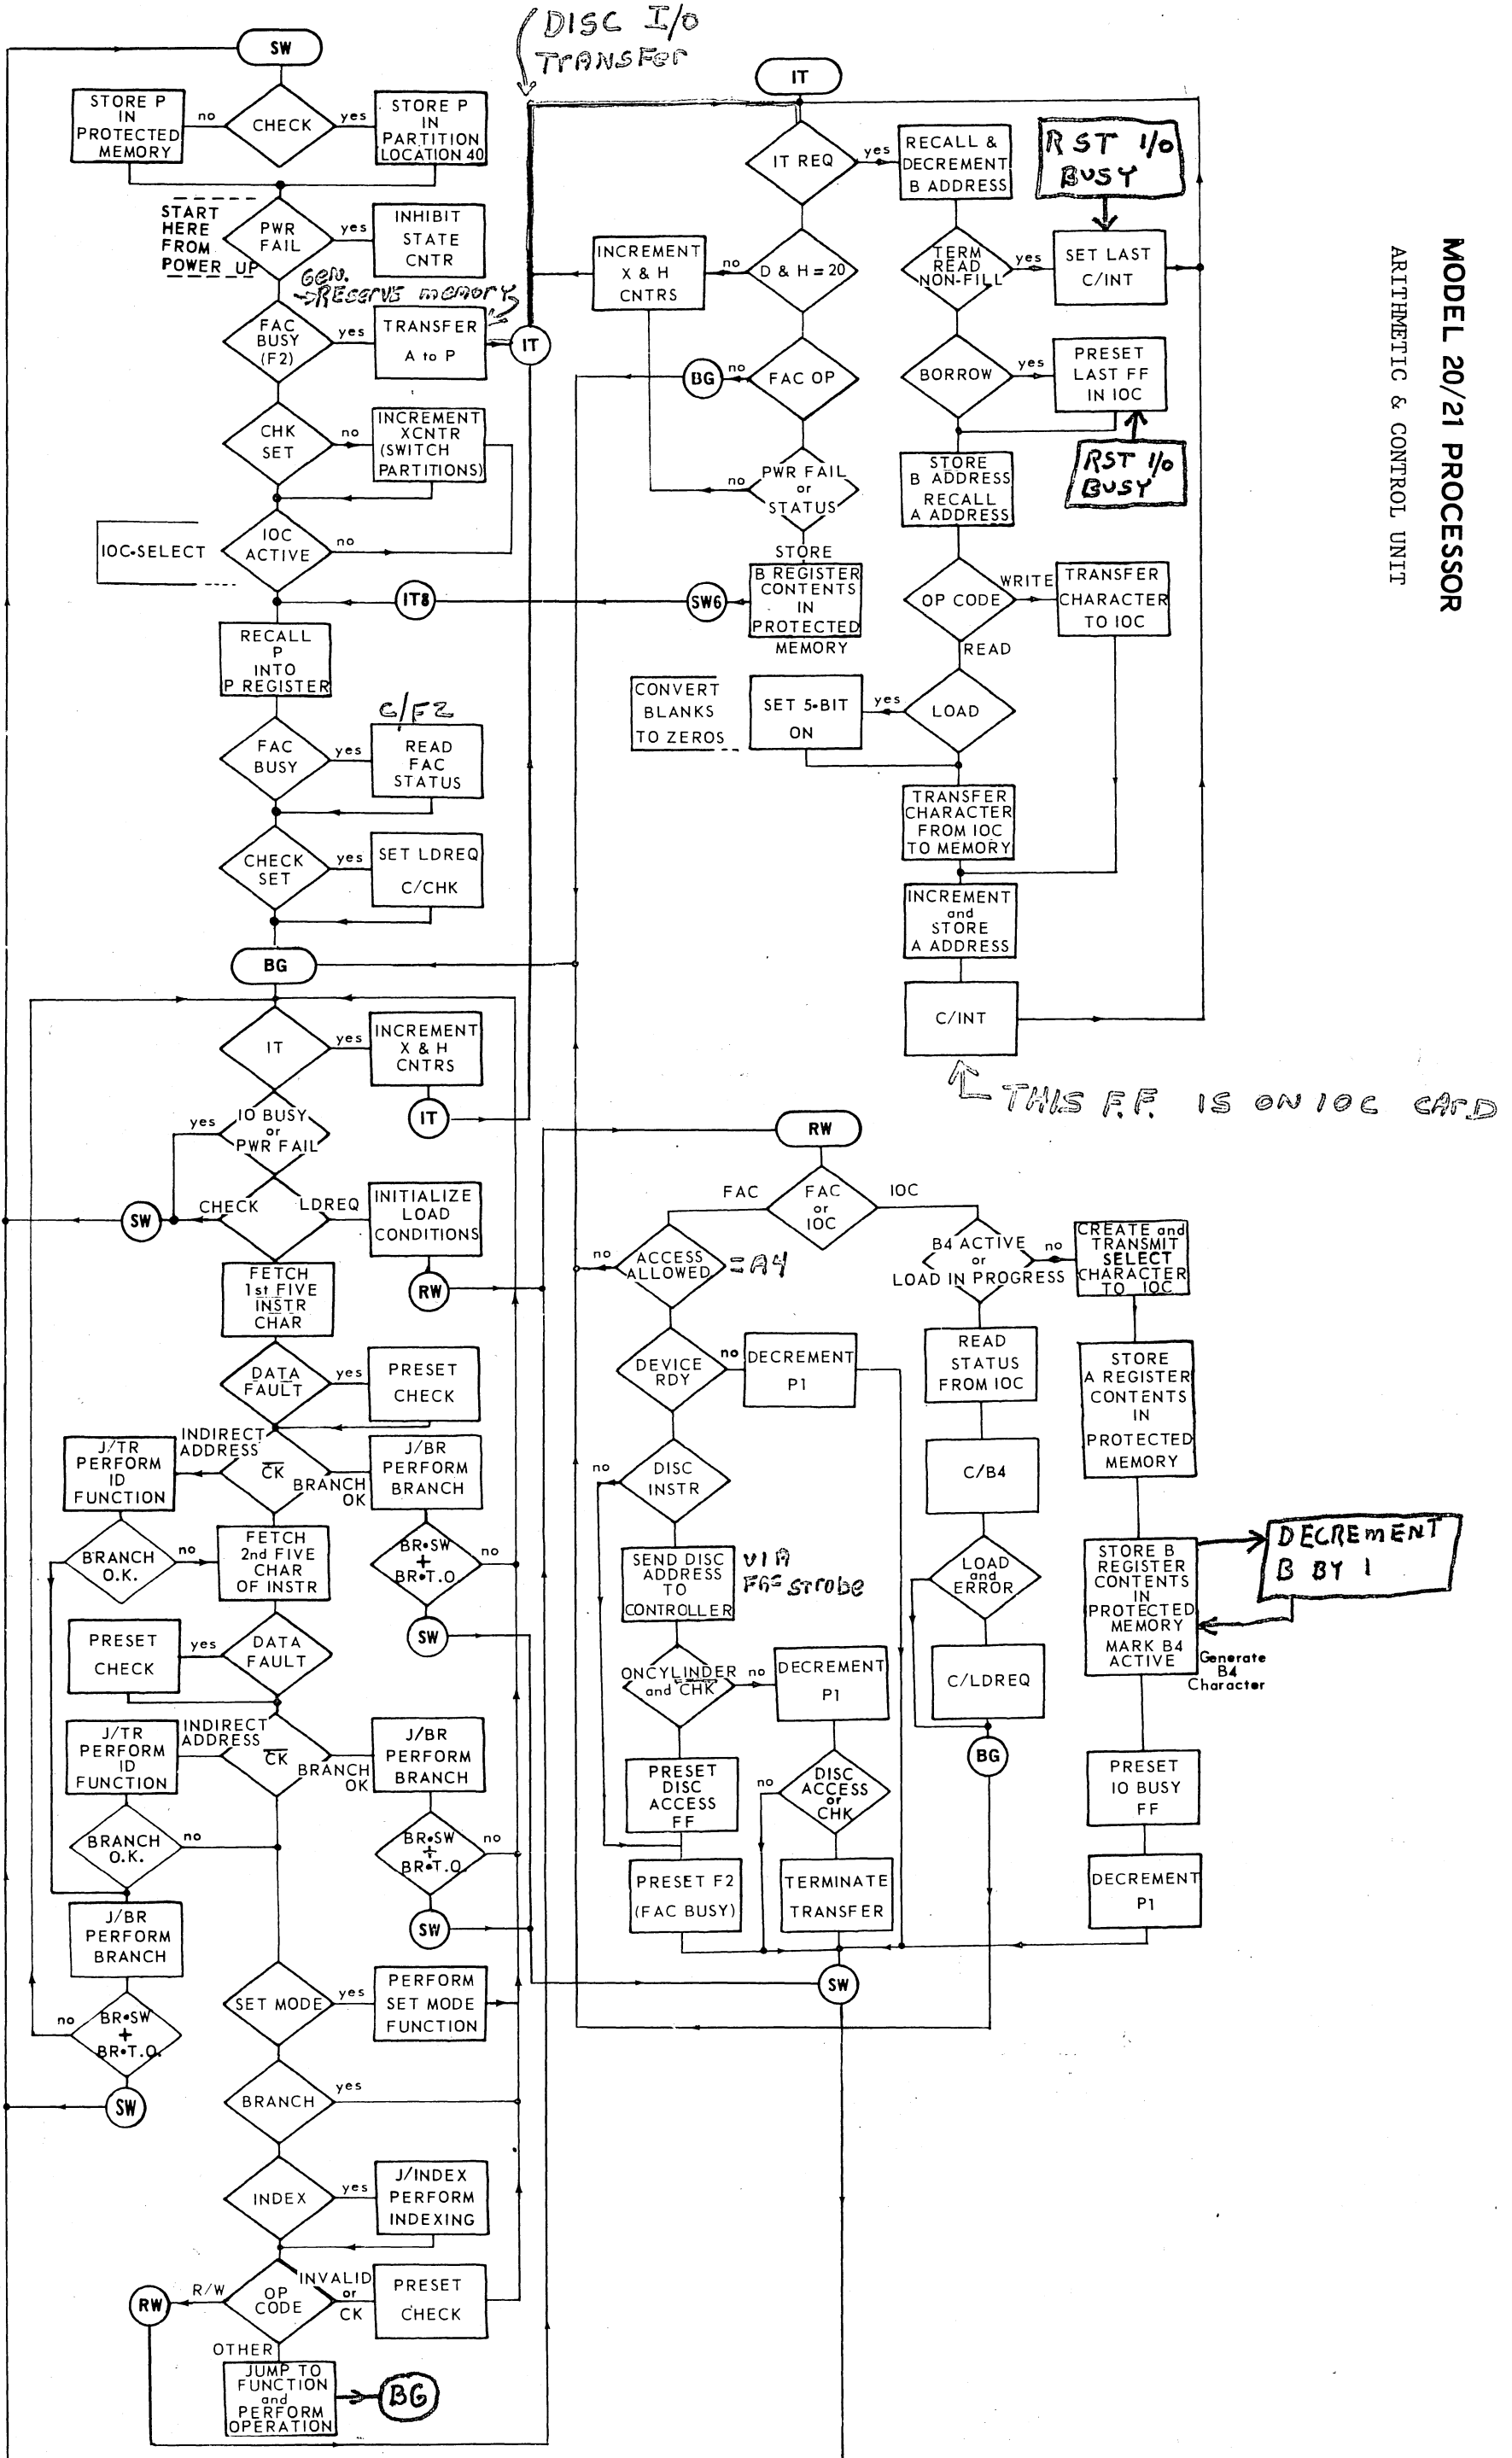 MODEL 20/21 PROCESSOR
ARITHMETIC & CONTROL UNIT
DISC I/O
TRANSFER
SW
STORE P
IN
PROTECTED
MEMORY
no
CHECK
yes
STORE P
IN
PARTITION
LOCATION 40
START
HERE
FROM
POWER UP
PWR
FAIL
yes
INHIBIT
STATE
CNTR
GEN.
RESERVE MEMORY
FAC
BUSY
(F2)
yes
TRANSFER
A to P
IT
CHK
SET
no
INCREMENT
XCNTR
(SWITCH
PARTITIONS)
IOC•SELECT
IOC
ACTIVE
no
IT8
SW6
RECALL
P
INTO
P REGISTER
C/F2
FAC
BUSY
yes
READ
FAC
STATUS
CHECK
SET
yes
SET LDREQ
C/CHK
BG
IT
yes
INCREMENT
X & H
CNTRS
IT
yes
IO BUSY
or
PWR FAIL
SW
CHECK
LDREQ
INITIALIZE
LOAD
CONDITIONS
RW
FETCH
1st FIVE
INSTR
CHAR
DATA
FAULT
yes
PRESET
CHECK
INDIRECT
ADDRESS
J/TR
PERFORM
ID
FUNCTION
CK
BRANCH
OK
J/BR
PERFORM
BRANCH
BRANCH
O.K.
no
FETCH
2nd FIVE
CHAR
OF INSTR
BR•SW
+
BR•T.O.
no
SW
PRESET
CHECK
yes
DATA
FAULT
J/TR
PERFORM
ID
FUNCTION
INDIRECT
ADDRESS
CK
BRANCH
OK
J/BR
PERFORM
BRANCH
BRANCH
O.K.
no
BR•SW
+
BR•T.O.
no
SW
J/BR
PERFORM
BRANCH
no
BR•SW
+
BR•T.O.
SW
SET MODE
yes
PERFORM
SET MODE
FUNCTION
BRANCH
yes
INDEX
yes
J/INDEX
PERFORM
INDEXING
RW
R/W
OP
CODE
INVALID
or
CK
PRESET
CHECK
OTHER
JUMP TO
FUNCTION
and
PERFORM
OPERATION
BG
IT
IT REQ
yes
RECALL &
DECREMENT
B ADDRESS
RST I/O
BUSY
INCREMENT
X & H
CNTRS
no
D & H = 20
TERM
READ
NON-FILL
yes
SET LAST
C/INT
BG
no
FAC OP
BORROW
yes
PRESET
LAST FF
IN IOC
RST I/O
BUSY
no
PWR FAIL
or
STATUS
STORE
B ADDRESS
RECALL
A ADDRESS
STORE
B REGISTER
CONTENTS
IN
PROTECTED
MEMORY
OP CODE
WRITE
TRANSFER
CHARACTER
TO IOC
READ
CONVERT
BLANKS
TO ZEROS
SET 5•BIT
ON
yes
LOAD
TRANSFER
CHARACTER
FROM IOC
TO MEMORY
INCREMENT
and
STORE
A ADDRESS
C/INT
THIS F.F. IS ON IOC CARD
RW
FAC
FAC
or
IOC
IOC
no
ACCESS
ALLOWED
=A4
B4 ACTIVE
or
LOAD IN PROGRESS
no
CREATE and
TRANSMIT
SELECT
CHARACTER
TO IOC
DEVICE
RDY
no
DECREMENT
P1
READ
STATUS
FROM IOC
STORE
A REGISTER
CONTENTS
IN
PROTECTED
MEMORY
no
DISC
INSTR
C/B4
SEND DISC
ADDRESS
TO
CONTROLLER
VIA
FAC STROBE
LOAD
and
ERROR
STORE B
REGISTER
CONTENTS
IN
PROTECTED
MEMORY
MARK B4
ACTIVE
DECREMENT
B BY 1
Generate
B4
Character
ONCYLINDER
and CHK
no
DECREMENT
P1
C/LDREQ
BG
PRESET
DISC
ACCESS
FF
no
DISC
ACCESS
or
CHK
PRESET
IO BUSY
FF
PRESET F2
(FAC BUSY)
TERMINATE
TRANSFER
DECREMENT
P1
SW